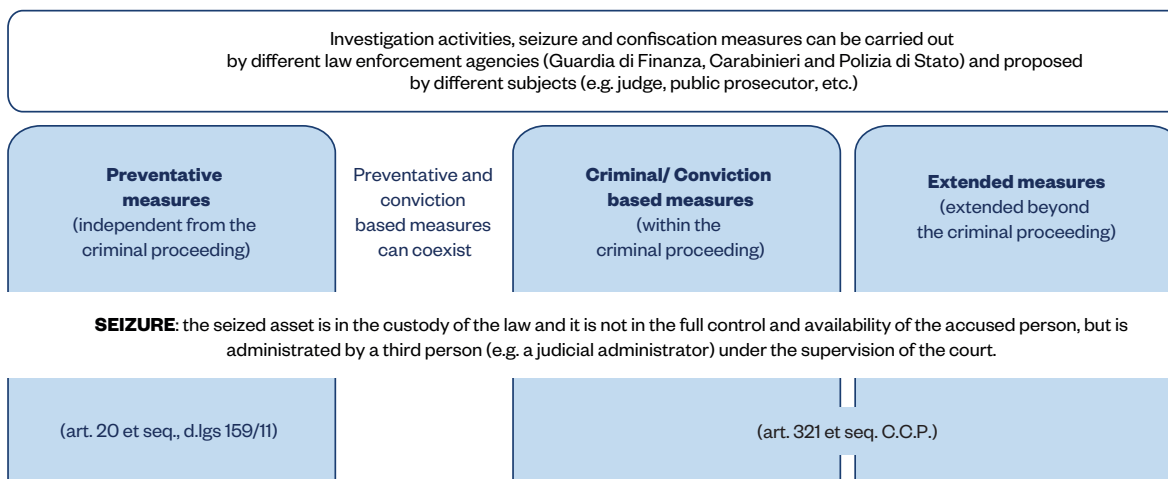 Investigation activities, seizure and confiscation measures can be carried out
by different law enforcement agencies (Guardia di Finanza, Carabinieri and Polizia di Stato) and proposed
by different subjects (e.g. judge, public prosecutor, etc.)
Preventative
measures
(independent from the
criminal proceeding)
Preventative and
conviction
based measures
can coexist
Criminal/ Conviction
based measures
(within the
criminal proceeding)
Extended measures
(extended beyond
the criminal proceeding)
SEIZURE: the seized asset is in the custody of the law and it is not in the full control and availability of the accused person, but is
administrated by a third person (e.g. a judicial administrator) under the supervision of the court.
(art. 20 et seq., d.lgs 159/11)
(art. 321 et seq. C.C.P.)